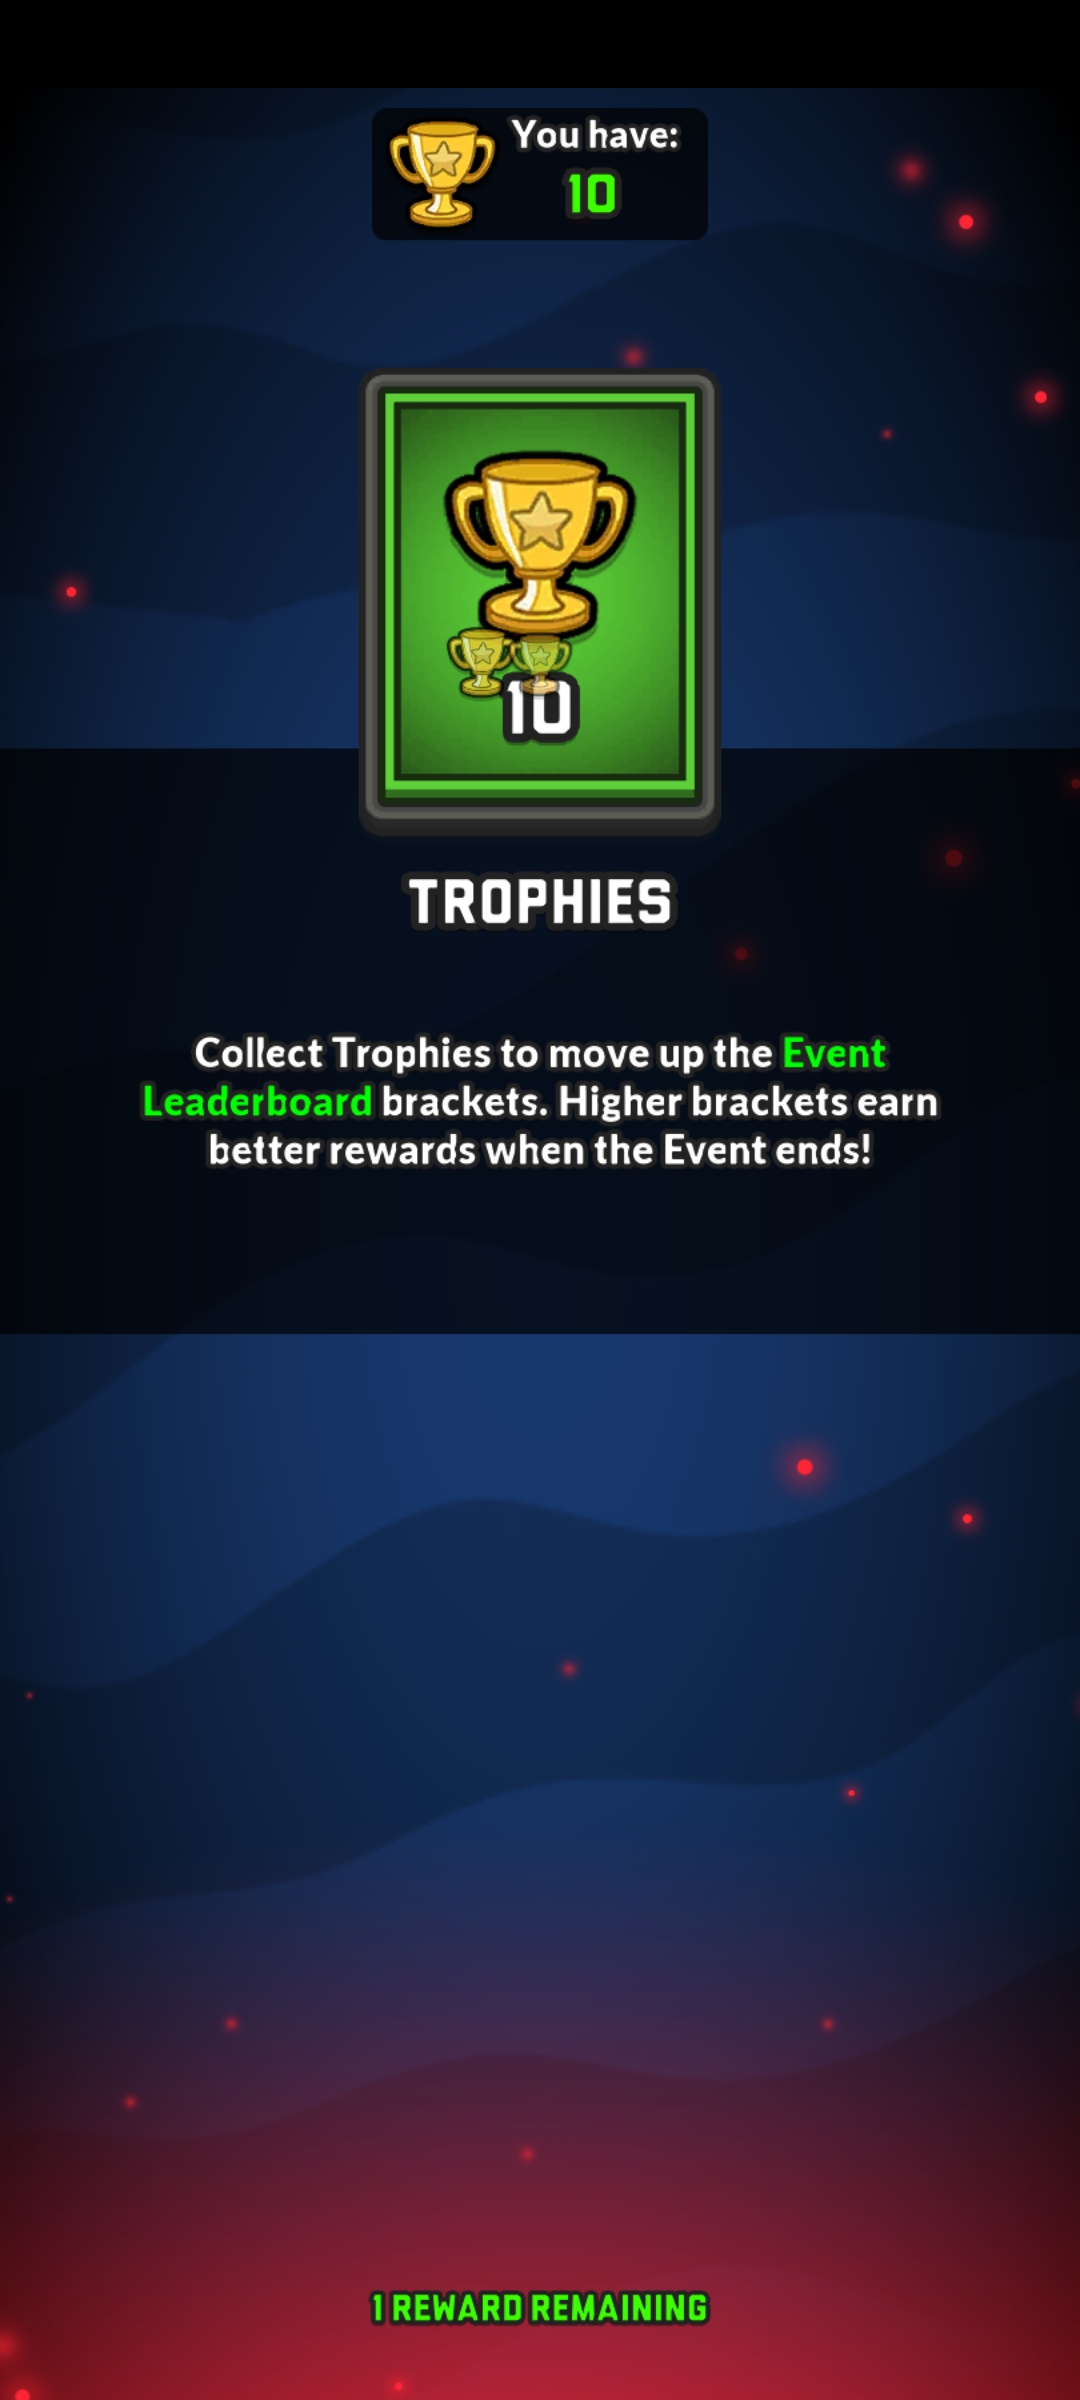 You have:
10
10
TROPHIES
Collect Trophies to move up the Event
Leaderboard brackets. Higher brackets earn
better rewards when the Event ends!
1 REWARD REMAINING